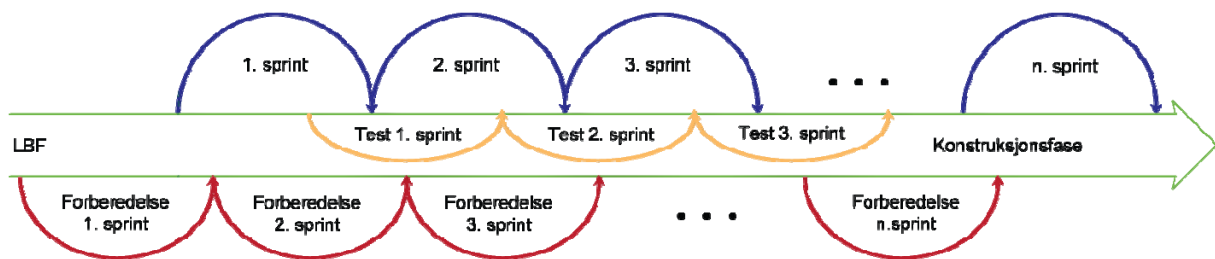 1. sprint
2. sprint
3. sprint
...
n. sprint
Test 1. sprint
Test 2. sprint
Test 3. sprint
LBF
Konstruksjonsfase
Forberedelse
1. sprint
Forberedelse
2. sprint
Forberedelse
3. sprint
...
Forberedelse
n.sprint